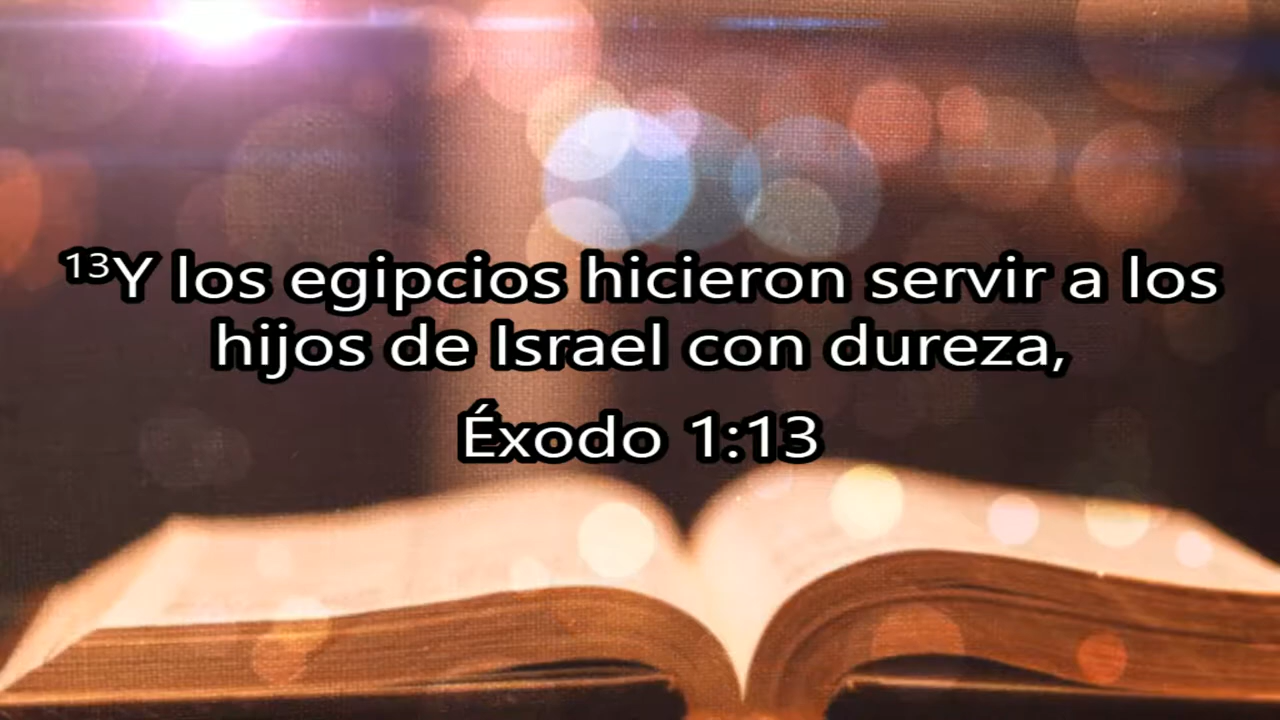 ¹³Y los egipcios hicieron servir a los
hijos de Israel con dureza,
Éxodo 1:13